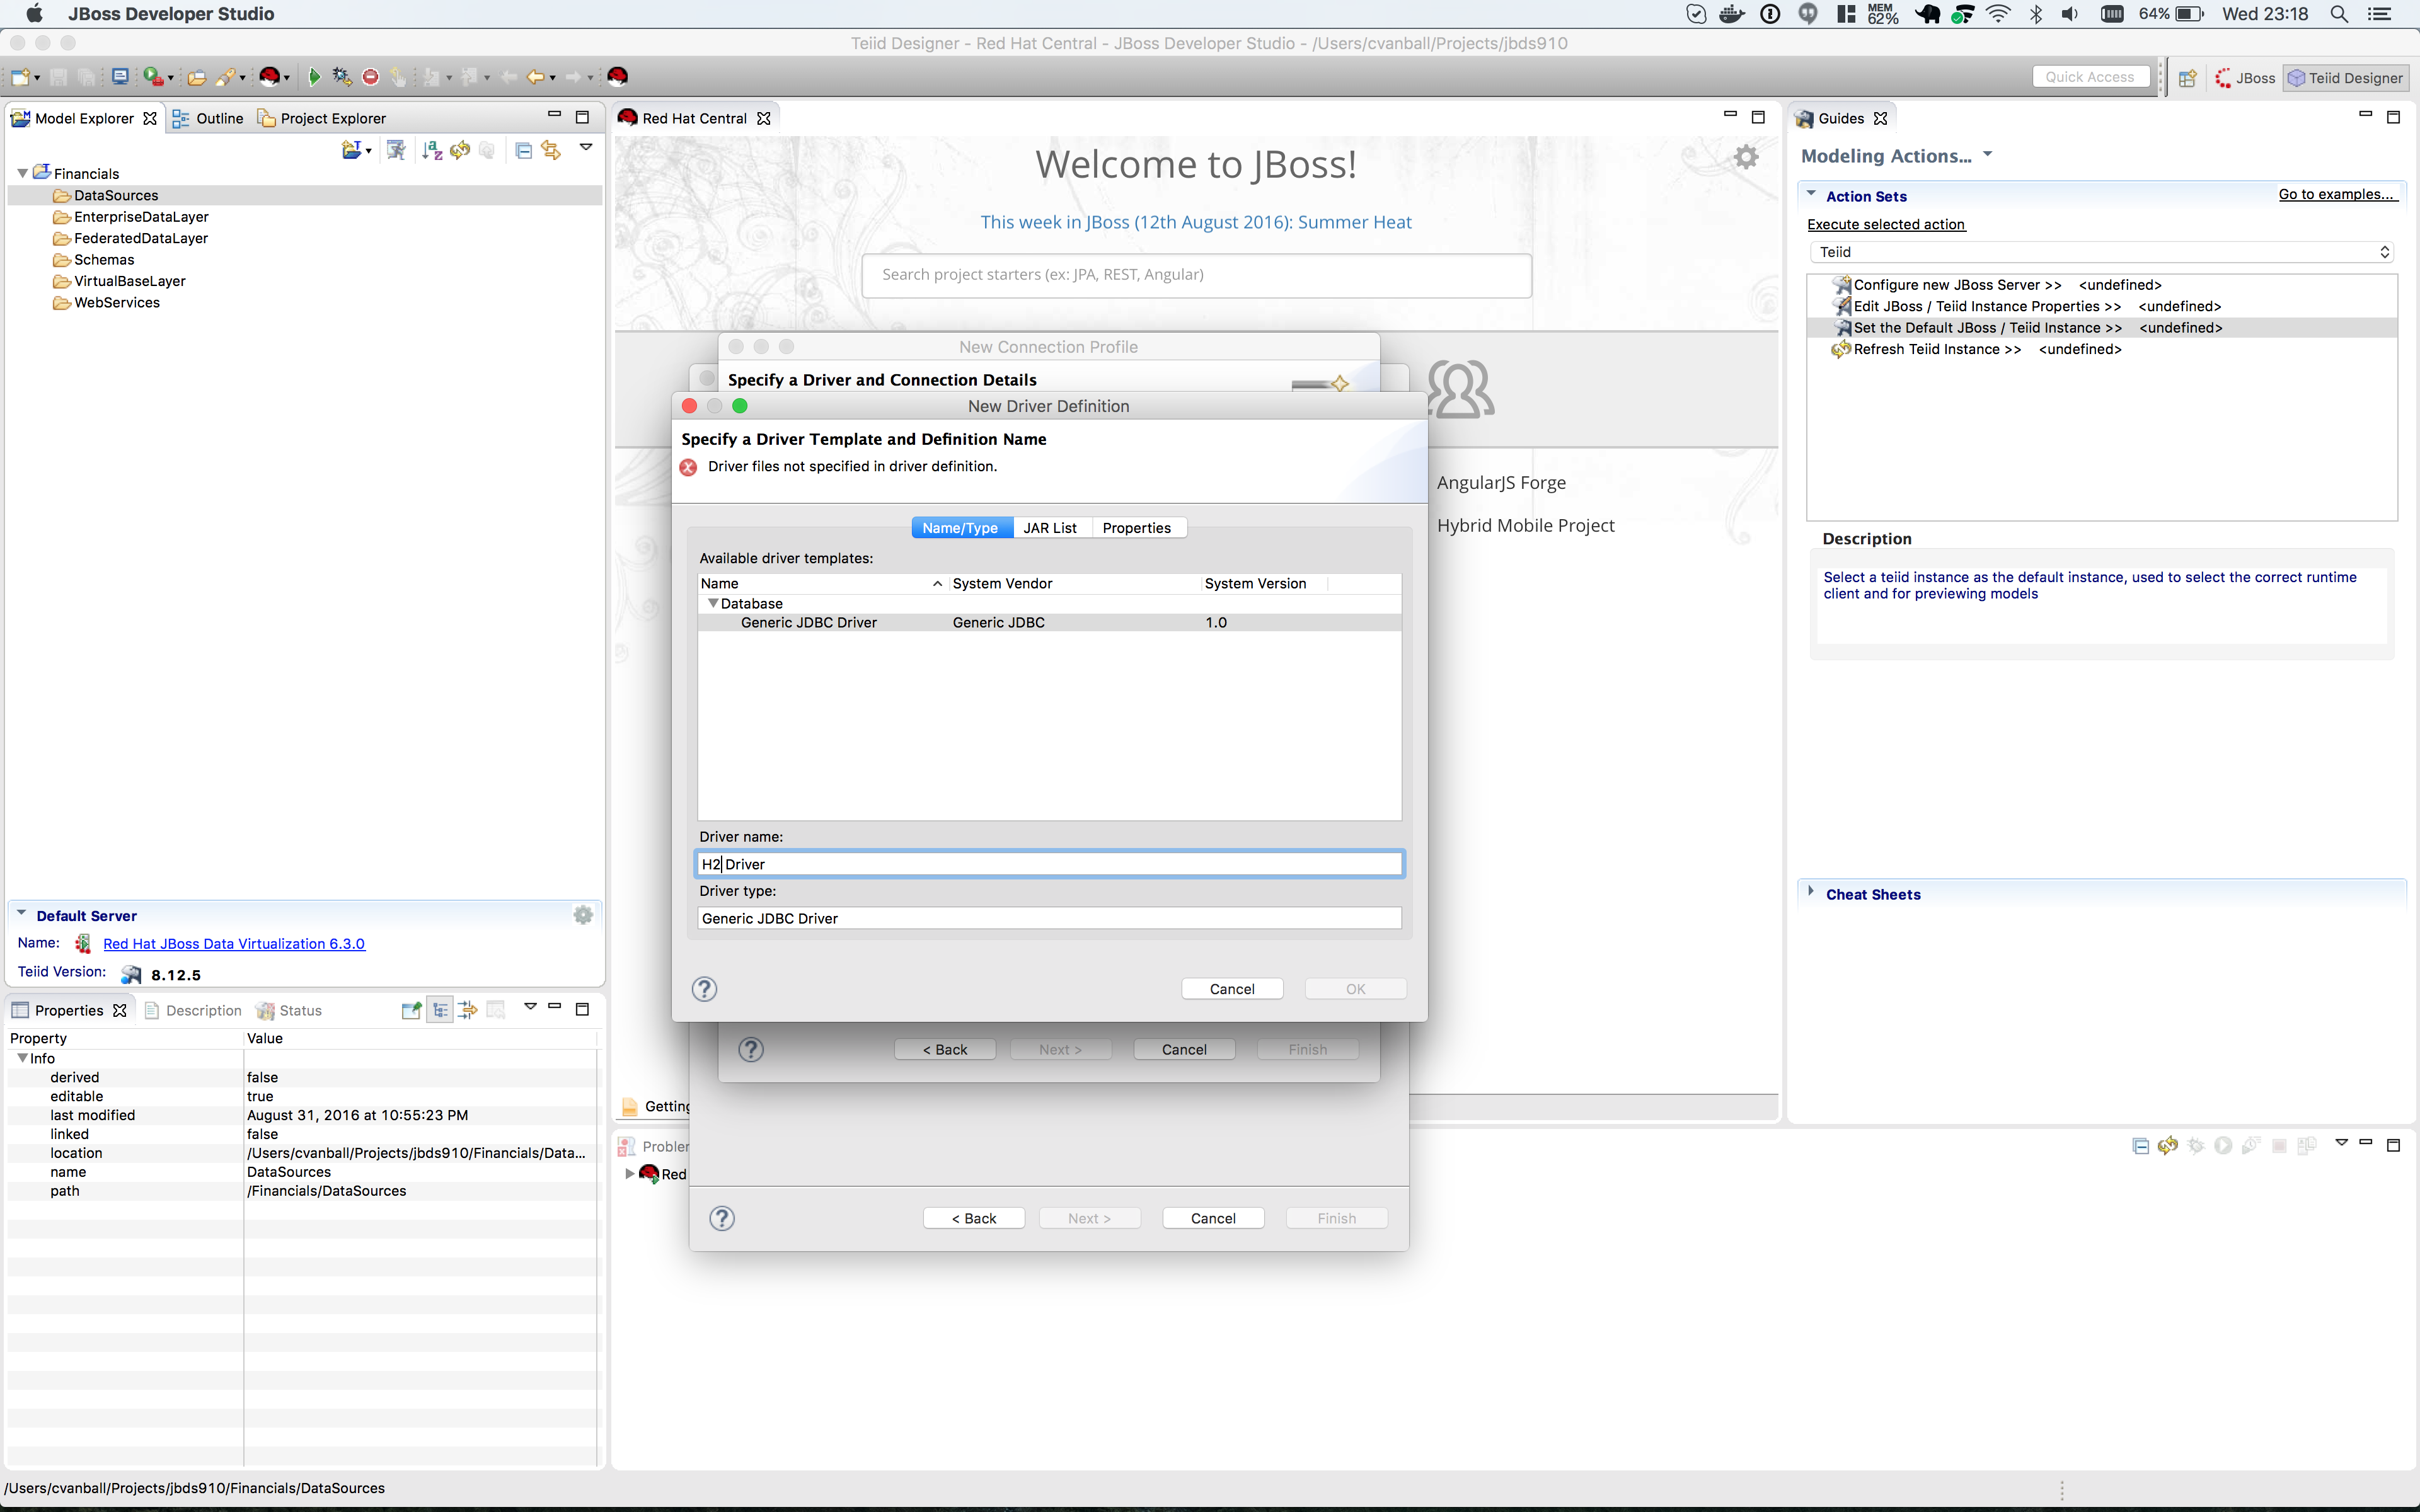 JBoss Developer Studio
MEM 62%
64%
Wed 23:18
Teiid Designer - Red Hat Central - JBoss Developer Studio - /Users/cvanball/Projects/jbds910
Quick Access
JBoss
Teiid Designer
Model Explorer
Outline
Project Explorer
Financials
DataSources
EnterpriseDataLayer
FederatedDataLayer
Schemas
VirtualBaseLayer
WebServices
Default Server
Name: Red Hat JBoss Data Virtualization 6.3.0
Teiid Version: 8.12.5
Properties
Description
Status
Property Value
Info
derived false
editable true
last modified August 31, 2016 at 10:55:23 PM
linked false
location /Users/cvanball/Projects/jbds910/Financials/Data...
name DataSources
path /Financials/DataSources
/Users/cvanball/Projects/jbds910/Financials/DataSources
Red Hat Central
Welcome to JBoss!
This week in JBoss (12th August 2016): Summer Heat
Search project starters (ex: JPA, REST, Angular)
AngularJS Forge
Hybrid Mobile Project
New Connection Profile
Specify a Driver and Connection Details
New Driver Definition
Specify a Driver Template and Definition Name
Driver files not specified in driver definition.
Name/Type JAR List Properties
Available driver templates:
Name System Vendor System Version
Database
Generic JDBC Driver Generic JDBC 1.0
Driver name:
H2 Driver
Driver type:
Generic JDBC Driver
Cancel OK
< Back Next > Cancel Finish
Getting
Problem
Red
< Back Next > Cancel Finish
Guides
Modeling Actions...
Action Sets
Go to examples...
Execute selected action
Teiid
Configure new JBoss Server >> <undefined>
Edit JBoss / Teiid Instance Properties >> <undefined>
Set the Default JBoss / Teiid Instance >> <undefined>
Refresh Teiid Instance >> <undefined>
Description
Select a teiid instance as the default instance, used to select the correct runtime
client and for previewing models
Cheat Sheets